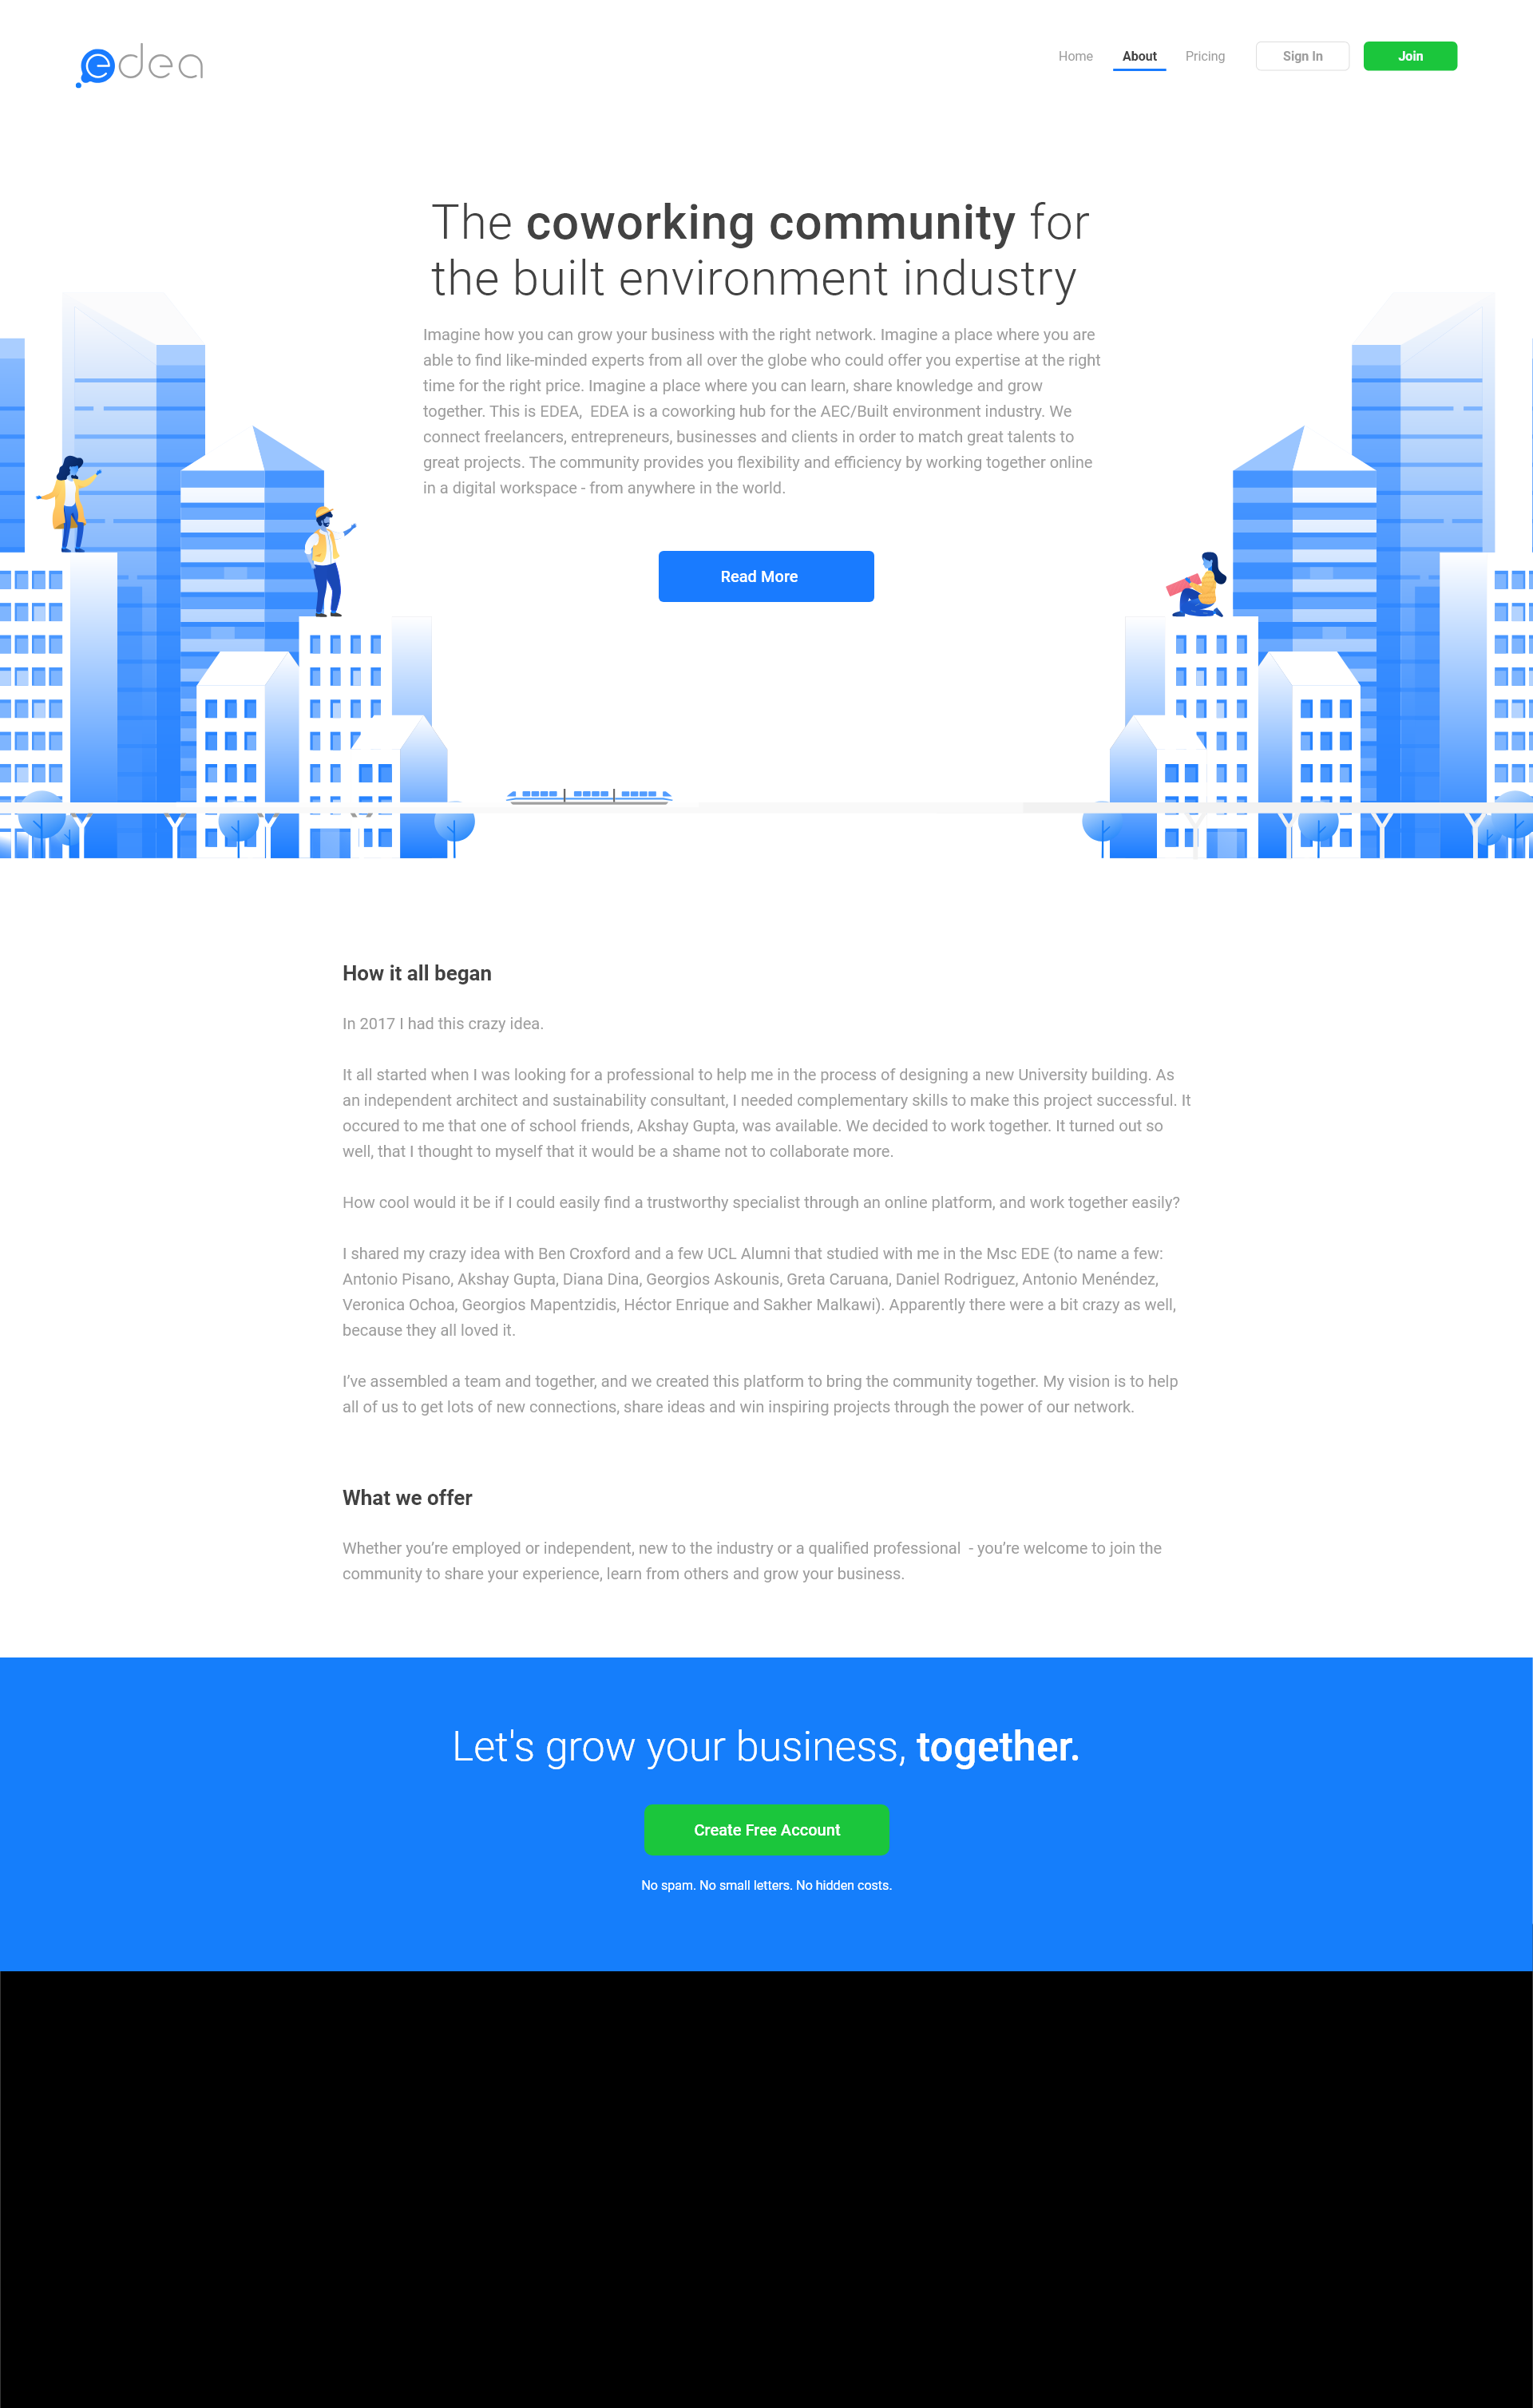 edea
Home About Pricing Sign In Join
The coworking community for
the built environment industry
Imagine how you can grow your business with the right network. Imagine a place where you are
able to find like-minded experts from all over the globe who could offer you expertise at the right
time for the right price. Imagine a place where you can learn, share knowledge and grow
together. This is EDEA,  EDEA is a coworking hub for the AEC/Built environment industry. We
connect freelancers, entrepreneurs, businesses and clients in order to match great talents to
great projects. The community provides you flexibility and efficiency by working together online
in a digital workspace - from anywhere in the world.
Read More
How it all began
In 2017 I had this crazy idea.
It all started when I was looking for a professional to help me in the process of designing a new University building. As
an independent architect and sustainability consultant, I needed complementary skills to make this project successful. It
occured to me that one of school friends, Akshay Gupta, was available. We decided to work together. It turned out so
well, that I thought to myself that it would be a shame not to collaborate more.
How cool would it be if I could easily find a trustworthy specialist through an online platform, and work together easily?
I shared my crazy idea with Ben Croxford and a few UCL Alumni that studied with me in the Msc EDE (to name a few:
Antonio Pisano, Akshay Gupta, Diana Dina, Georgios Askounis, Greta Caruana, Daniel Rodriguez, Antonio Menéndez,
Veronica Ochoa, Georgios Mapentzidis, Héctor Enrique and Sakher Malkawi). Apparently there were a bit crazy as well,
because they all loved it.
I’ve assembled a team and together, and we created this platform to bring the community together. My vision is to help
all of us to get lots of new connections, share ideas and win inspiring projects through the power of our network.
What we offer
Whether you’re employed or independent, new to the industry or a qualified professional  - you’re welcome to join the
community to share your experience, learn from others and grow your business.
Let's grow your business, together.
Create Free Account
No spam. No small letters. No hidden costs.